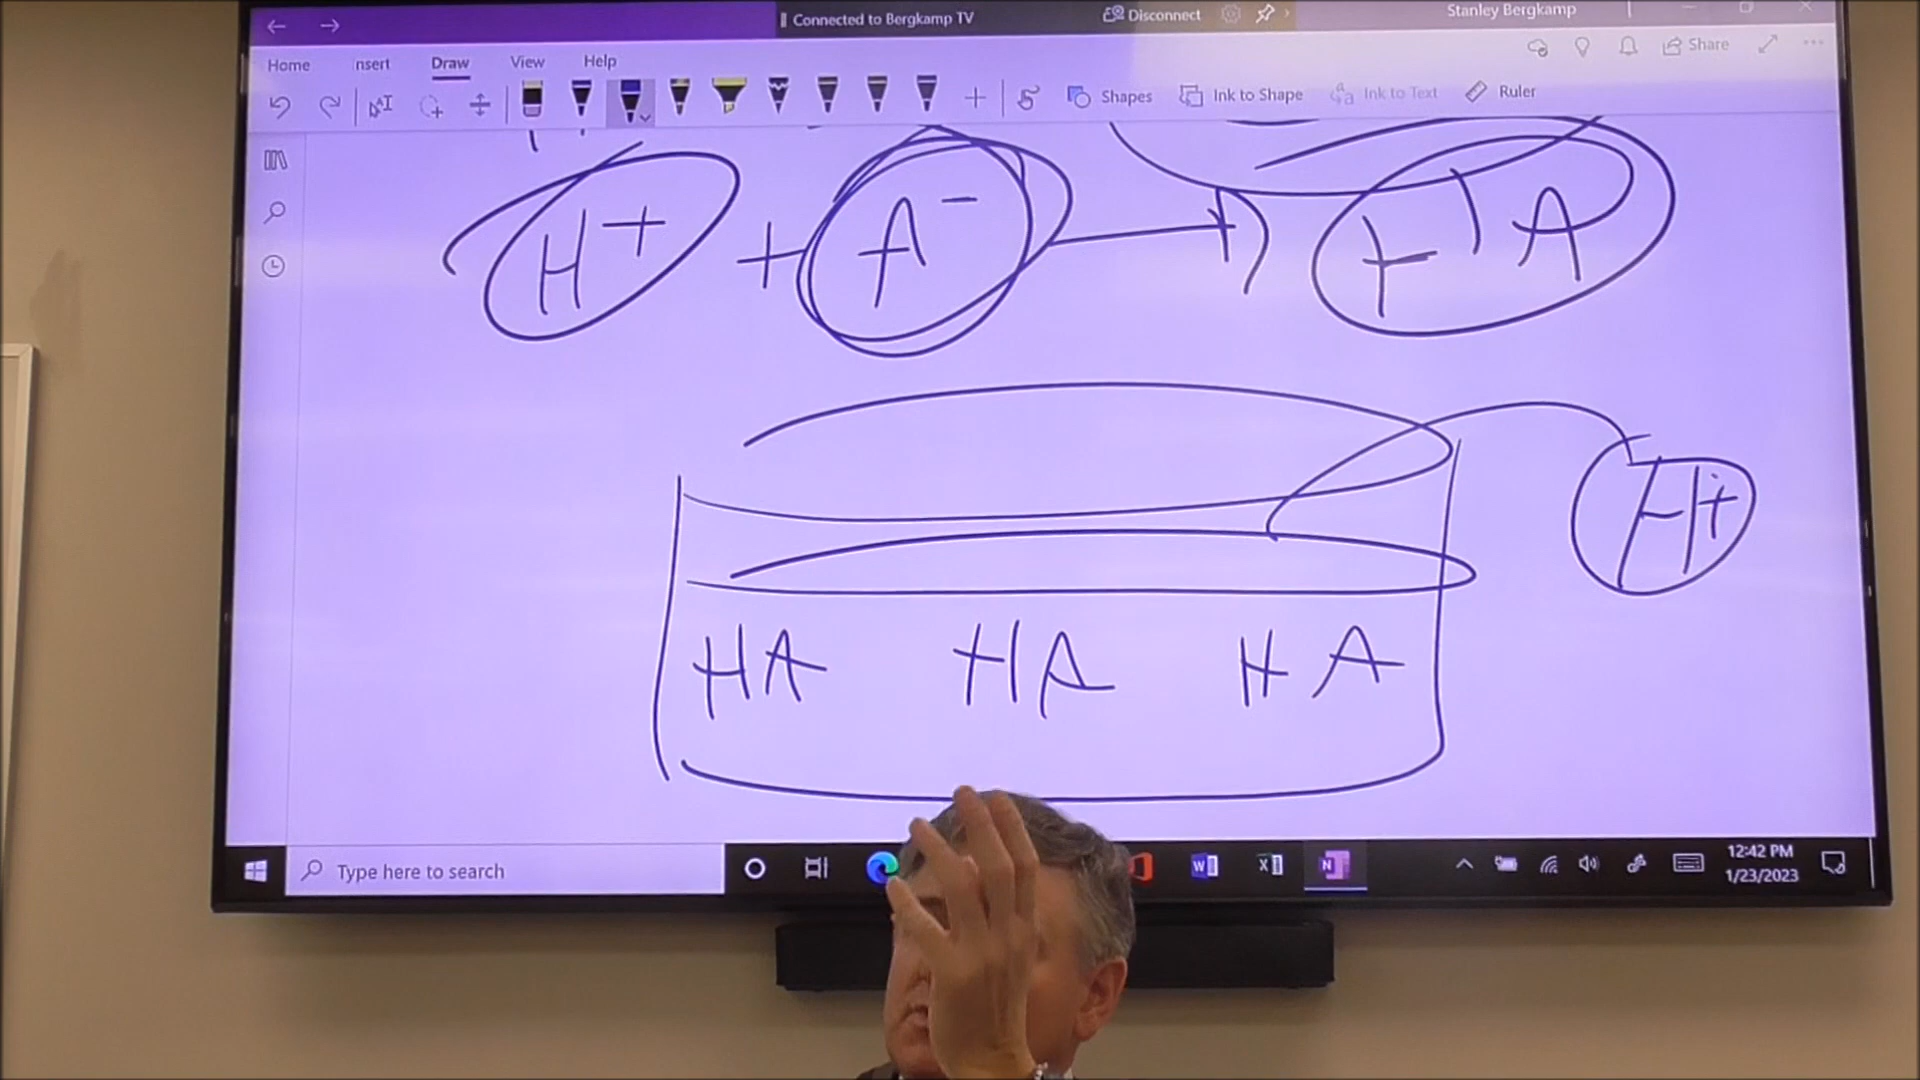 Connected to Bergkamp TV Disconnect Stanley Bergkamp
Home nsert Draw View Help Share
Shapes Ink to Shape Ink to Text Ruler
H+ + A- → HA
H+
HA HA HA
Type here to search
12:42 PM
1/23/2023